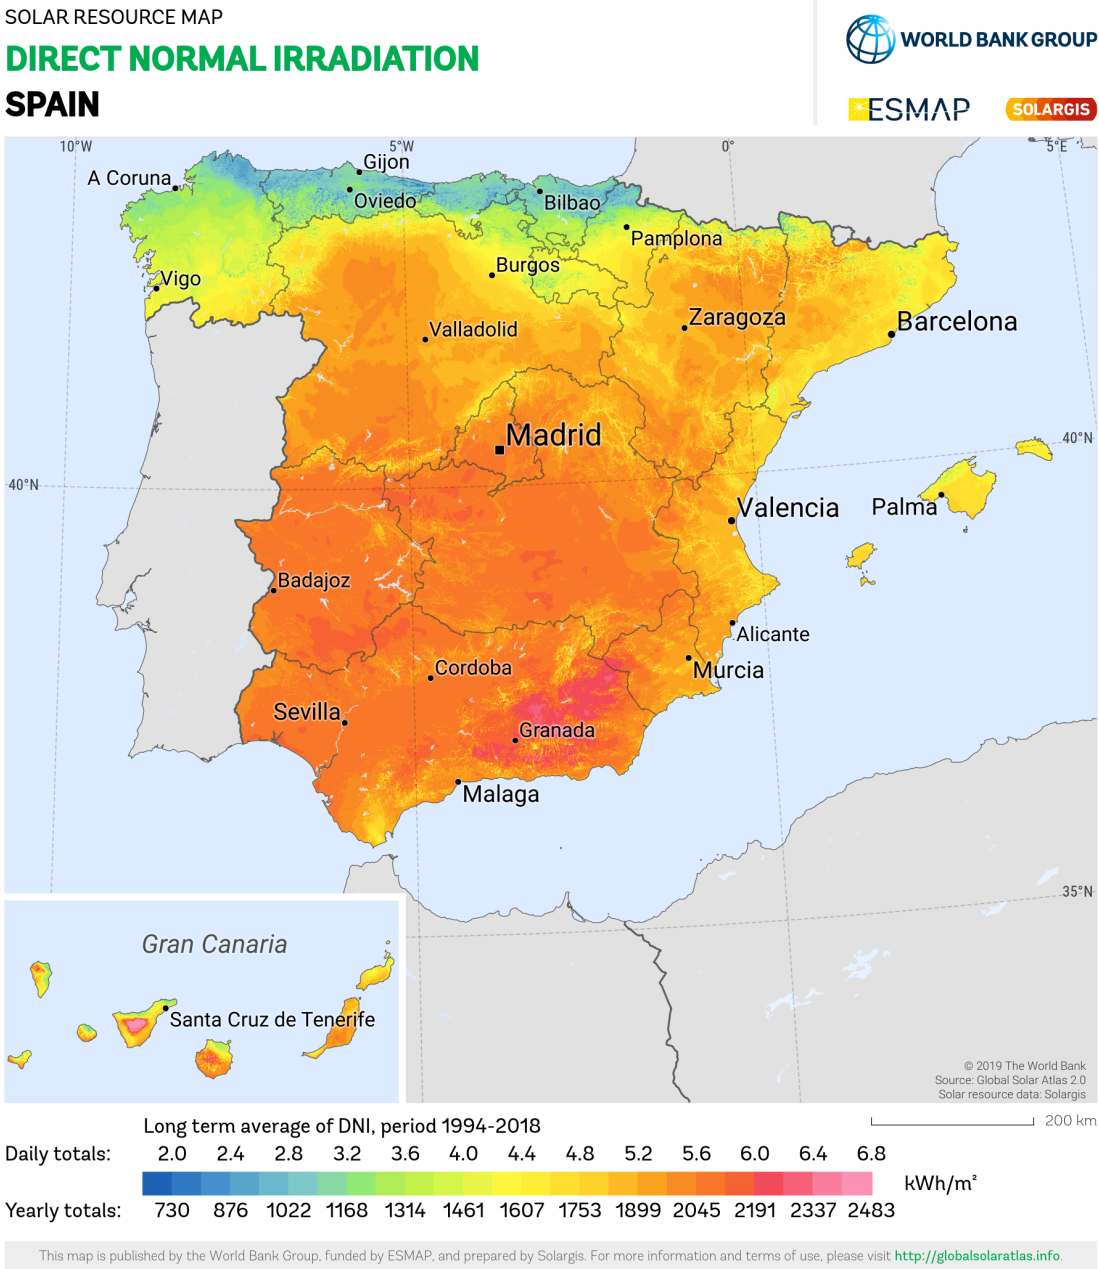 SOLAR RESOURCE MAP
DIRECT NORMAL IRRADIATION
SPAIN
WORLD BANK GROUP
ESMAP
SOLARGIS
10°W
5°W
0°
5°E
Gijon
A Coruna
Oviedo
Bilbao
Pamplona
Burgos
Vigo
Zaragoza
Barcelona
Valladolid
Madrid
40°N
40°N
Valencia
Palma
Badajoz
Alicante
Cordoba
Murcia
Sevilla
Granada
Malaga
35°N
Gran Canaria
Santa Cruz de Tenerife
© 2019 The World Bank
Source: Global Solar Atlas 2.0
Solar resource data: Solargis
200 km
Long term average of DNI, period 1994-2018
Daily totals: 2.0 2.4 2.8 3.2 3.6 4.0 4.4 4.8 5.2 5.6 6.0 6.4 6.8
kWh/m²
Yearly totals: 730 876 1022 1168 1314 1461 1607 1753 1899 2045 2191 2337 2483
This map is published by the World Bank Group, funded by ESMAP, and prepared by Solargis. For more information and terms of use, please visit http://globalsolaratlas.info.